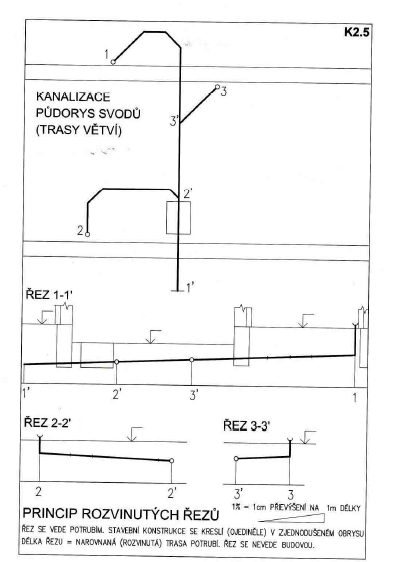 K2.5
1
KANALIZACE
PŮDORYS SVODŮ
(TRASY VĚTVÍ)
3
3'
2'
2
1'
ŘEZ 1-1'
1'
2'
3'
1
ŘEZ 2-2'
ŘEZ 3-3'
2
2'
3'
3
1% = 1cm PŘEVÝŠENÍ NA 1m DÉLKY
PRINCIP ROZVINUTÝCH ŘEZŮ
ŘEZ SE VEDE POTRUBÍM. STAVEBNÍ KONSTRUKCE SE KRESLÍ (OJEDINĚLE) V ZJEDNODUŠENÉM OBRYSU
DÉLKA ŘEZU = NAROVNANÁ (ROZVINUTÁ) TRASA POTRUBÍ. ŘEZ SE NEVEDE BUDOVOU.